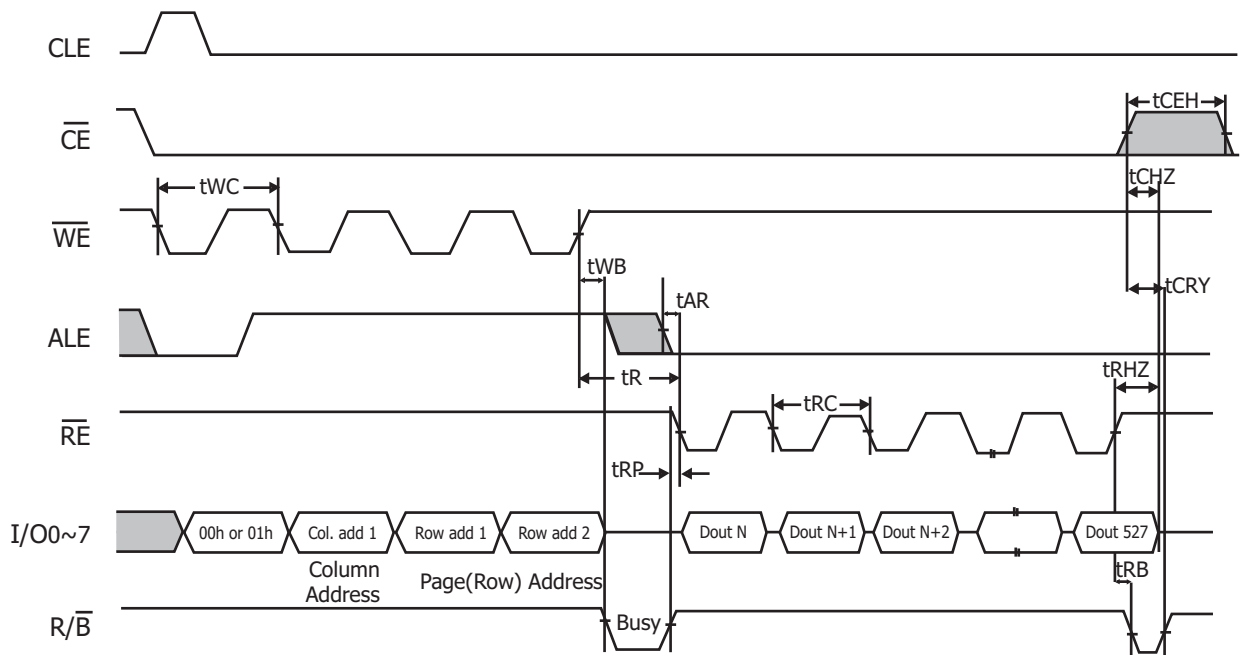 CLE
tCEH
CE
tCHZ
tWC
WE
tWB
tCRY
tAR
ALE
tR
tRHZ
tRC
RE
tRP
I/O0~7
00h or 01h
Col. add 1
Row add 1
Row add 2
Dout N
Dout N+1
Dout N+2
Dout 527
Column
Address
Page(Row) Address
tRB
R/B
Busy